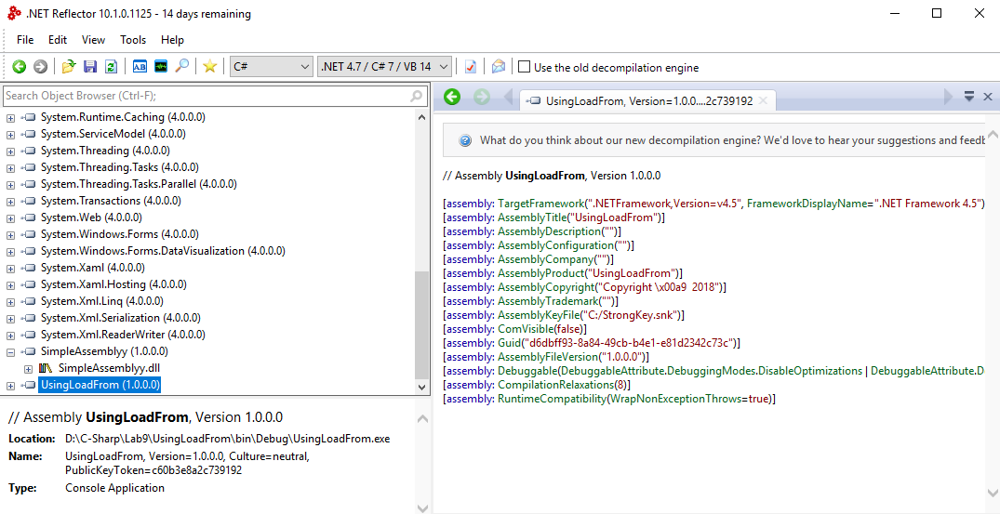 .NET Reflector 10.1.0.1125 - 14 days remaining
File Edit View Tools Help
C# .NET 4.7 / C# 7 / VB 14 Use the old decompilation engine
Search Object Browser (Ctrl-F);
System.Runtime.Caching (4.0.0.0)
System.ServiceModel (4.0.0.0)
System.Threading (4.0.0.0)
System.Threading.Tasks (4.0.0.0)
System.Threading.Tasks.Parallel (4.0.0.0)
System.Transactions (4.0.0.0)
System.Web (4.0.0.0)
System.Windows.Forms (4.0.0.0)
System.Windows.Forms.DataVisualization (4.0.0.0)
System.Xaml (4.0.0.0)
System.Xaml.Hosting (4.0.0.0)
System.Xml.Linq (4.0.0.0)
System.Xml.Serialization (4.0.0.0)
System.Xml.ReaderWriter (4.0.0.0)
SimpleAssemblyy (1.0.0.0)
SimpleAssemblyy.dll
UsingLoadFrom (1.0.0.0)
// Assembly UsingLoadFrom, Version 1.0.0.0
Location: D:\C-Sharp\Lab9\UsingLoadFrom\bin\Debug\UsingLoadFrom.exe
Name: UsingLoadFrom, Version=1.0.0.0, Culture=neutral,
PublicKeyToken=c60b3e8a2c739192
Type: Console Application
UsingLoadFrom, Version=1.0.0....2c739192
What do you think about our new decompilation engine? We'd love to hear your suggestions and feedb
// Assembly UsingLoadFrom, Version 1.0.0.0
[assembly: TargetFramework(".NETFramework,Version=v4.5", FrameworkDisplayName=".NET Framework 4.5")
[assembly: AssemblyTitle("UsingLoadFrom")]
[assembly: AssemblyDescription("")]
[assembly: AssemblyConfiguration("")]
[assembly: AssemblyCompany("")]
[assembly: AssemblyProduct("UsingLoadFrom")]
[assembly: AssemblyCopyright("Copyright \x00a9  2018")]
[assembly: AssemblyTrademark("")]
[assembly: AssemblyKeyFile("C:/StrongKey.snk")]
[assembly: ComVisible(false)]
[assembly: Guid("d6dbff93-8a84-49cb-b4e1-e81d2342c73c")]
[assembly: AssemblyFileVersion("1.0.0.0")]
[assembly: Debuggable(DebuggableAttribute.DebuggingModes.DisableOptimizations | DebuggableAttribute.D
[assembly: CompilationRelaxations(8)]
[assembly: RuntimeCompatibility(WrapNonExceptionThrows=true)]